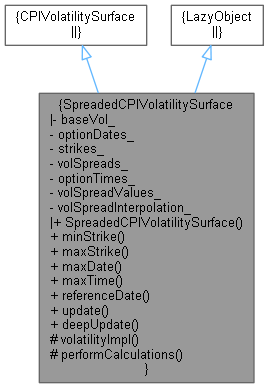 {CPIVolatilitySurface
||}
{LazyObject
||}
{SpreadedCPIVolatilitySurface
|- baseVol_
- optionDates_
- strikes_
- volSpreads_
- optionTimes_
- volSpreadValues_
- volSpreadInterpolation_
|+ SpreadedCPIVolatilitySurface()
+ minStrike()
+ maxStrike()
+ maxDate()
+ maxTime()
+ referenceDate()
+ update()
+ deepUpdate()
# volatilityImpl()
# performCalculations()
}